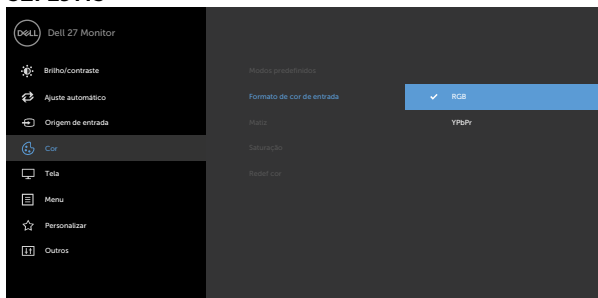 DELL Dell 27 Monitor
Brilho/contraste
Modos predefinidos
Ajuste automático
Formato de cor de entrada
RGB
Origem de entrada
Matiz
YPbPr
Cor
Saturação
Tela
Redef cor
Menu
Personalizar
Outros